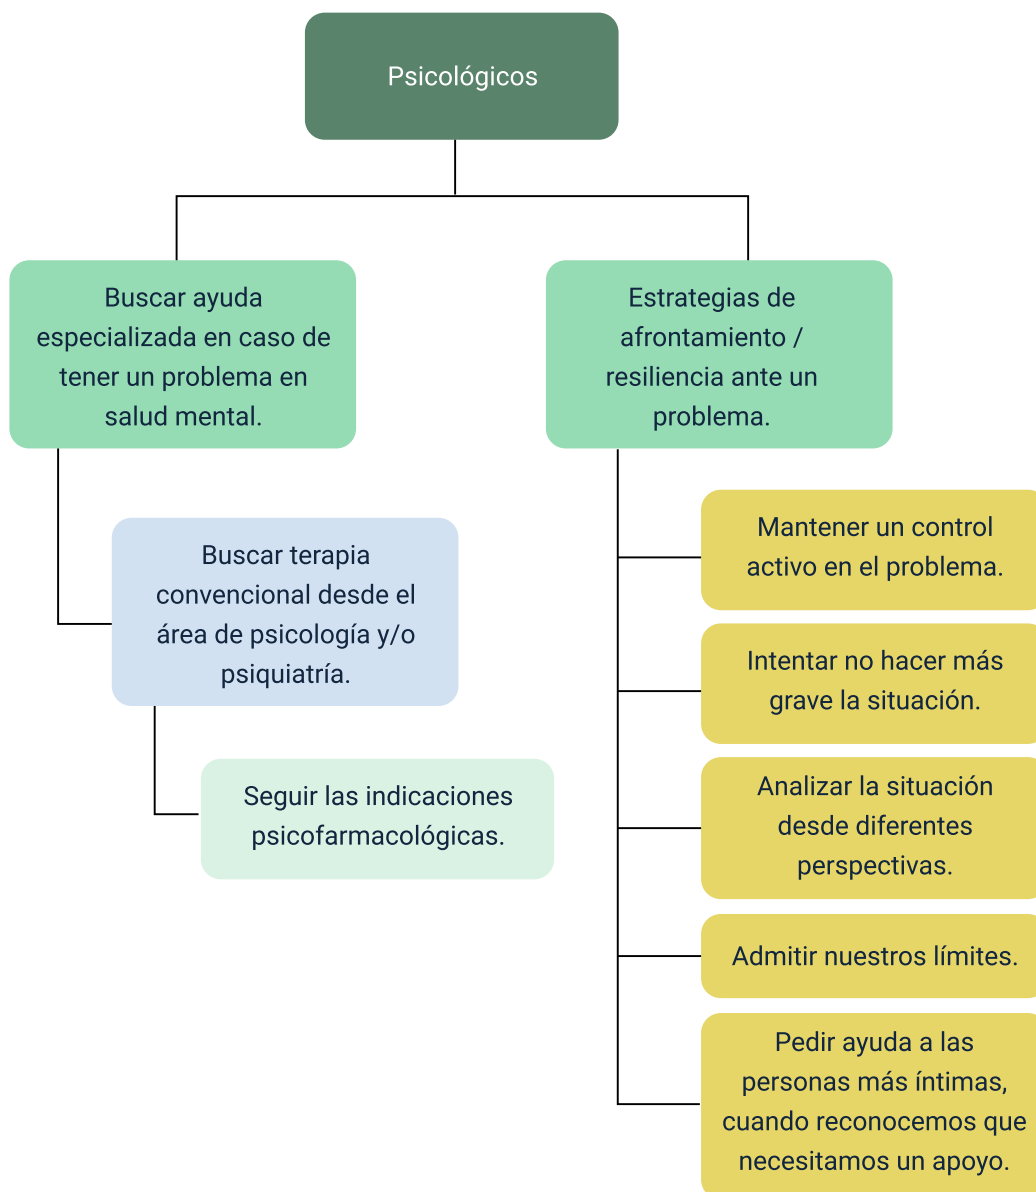 Psicológicos
Buscar ayuda
especializada en caso de
tener un problema en
salud mental.
Buscar terapia
convencional desde el
área de psicología y/o
psiquiatría.
Seguir las indicaciones
psicofarmacológicas.
Estrategias de
afrontamiento /
resiliencia ante un
problema.
Mantener un control
activo en el problema.
Intentar no hacer más
grave la situación.
Analizar la situación
desde diferentes
perspectivas.
Admitir nuestros límites.
Pedir ayuda a las
personas más íntimas,
cuando reconocemos que
necesitamos un apoyo.